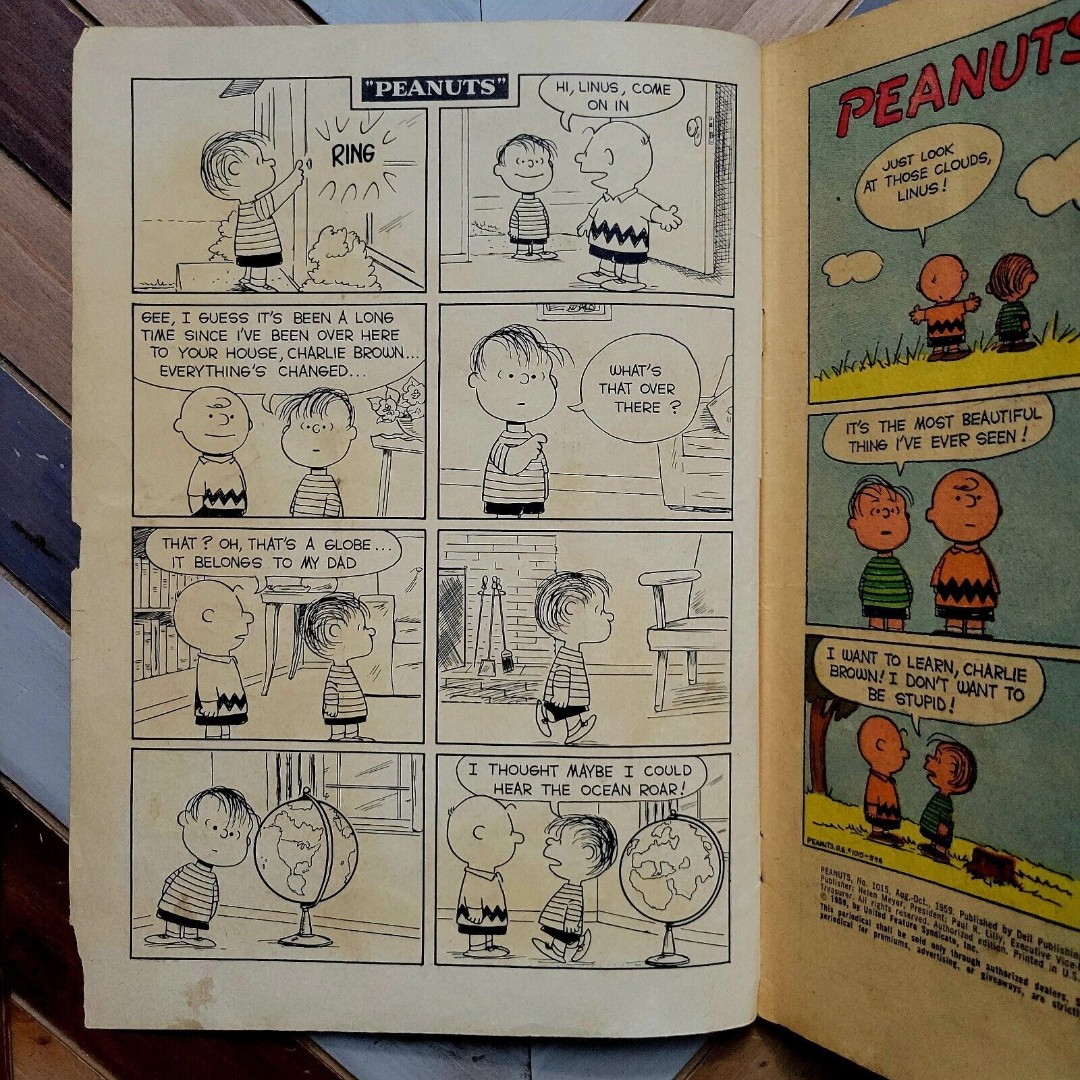 "PEANUTS"
RING
HI, LINUS, COME
ON IN
GEE, I GUESS IT'S BEEN A LONG
TIME SINCE I'VE BEEN OVER HERE
TO YOUR HOUSE, CHARLIE BROWN...
EVERYTHING'S CHANGED...
WHAT'S
THAT OVER
THERE ?
THAT ? OH, THAT'S A GLOBE...
IT BELONGS TO MY DAD
I THOUGHT MAYBE I COULD
HEAR THE OCEAN ROAR!
PEANUTS
JUST LOOK
AT THOSE CLOUDS,
LINUS!
IT'S THE MOST BEAUTIFUL
THING I'VE EVER SEEN!
I WANT TO LEARN, CHARLIE
BROWN! I DON'T WANT TO
BE STUPID!
PEANUTS, O.S. #1015-598
PEANUTS, No. 1015, Aug.-Oct., 1959. Published by Dell Publishing
Publisher; Helen Meyer, President; Paul R. Lilly, Executive Vice-
Treasurer. All rights reserved. Authorized edition. Printed in U.S.
© 1959, by United Feature Syndicate, Inc.
This periodical shall be sold only through authorized dealers,
periodical for premiums, advertising, or giveaways, are strictl